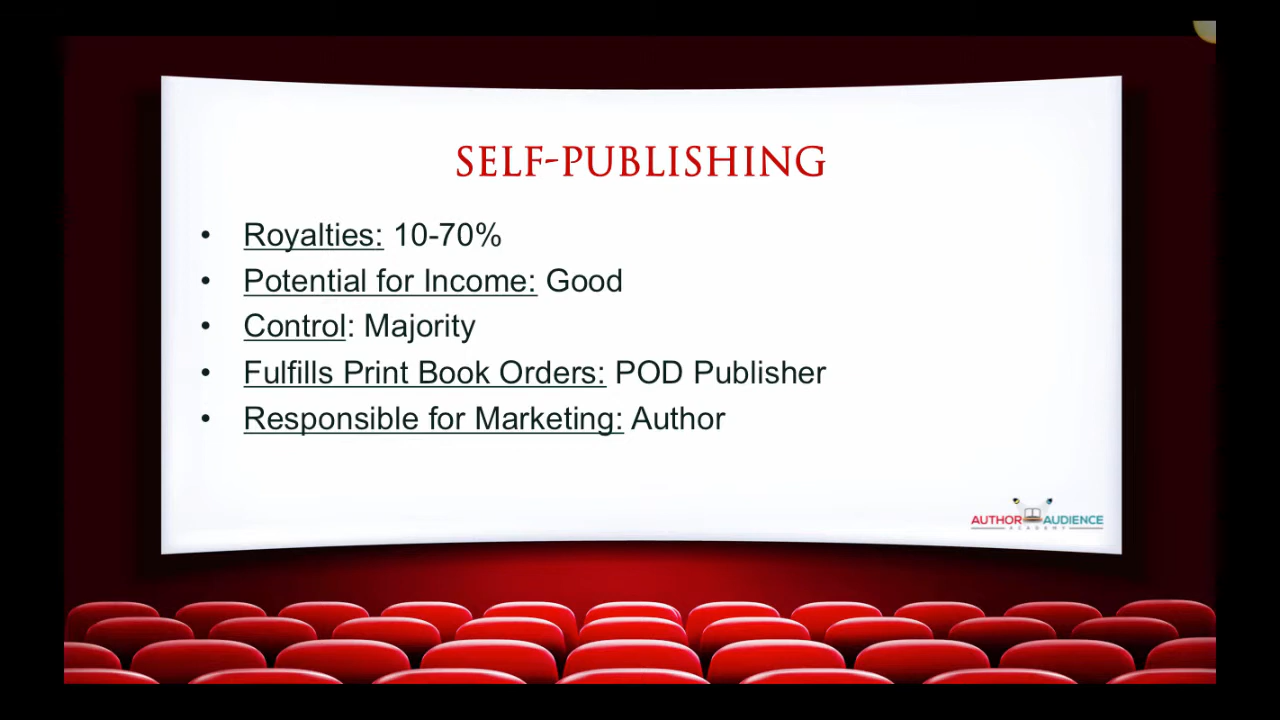 SELF-PUBLISHING
• Royalties: 10-70%
• Potential for Income: Good
• Control: Majority
• Fulfills Print Book Orders: POD Publisher
• Responsible for Marketing: Author
AUTHOR AUDIENCE
ACADEMY